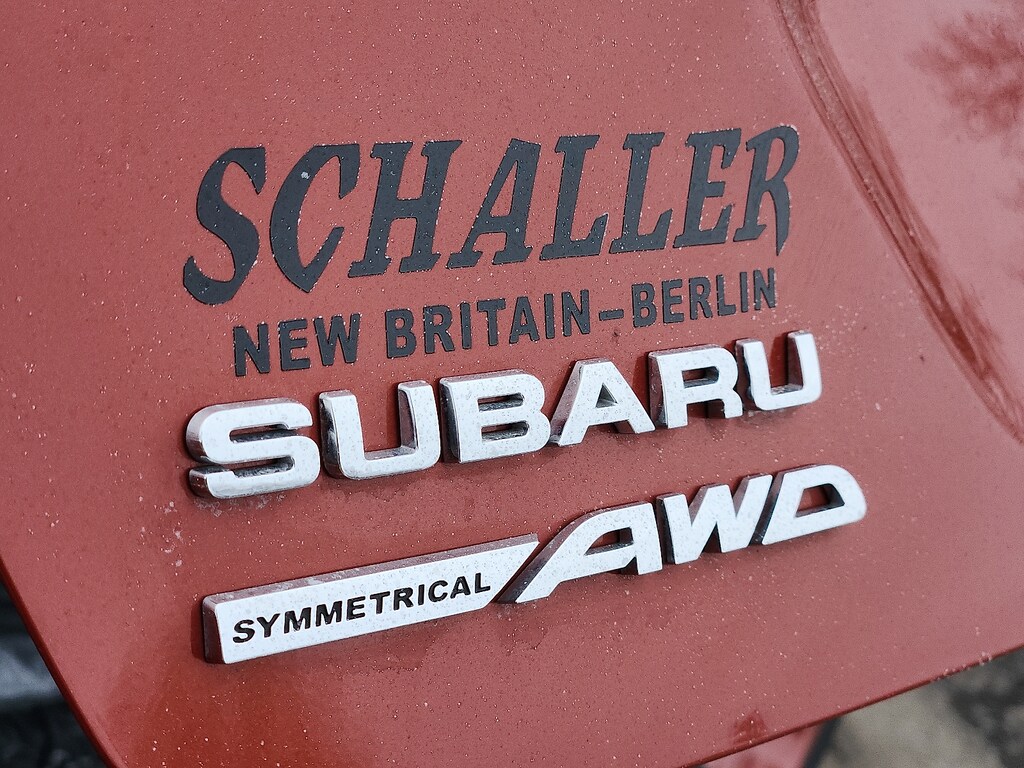 SCHALLER
NEW BRITAIN-BERLIN
SUBARU
SYMMETRICAL AWD